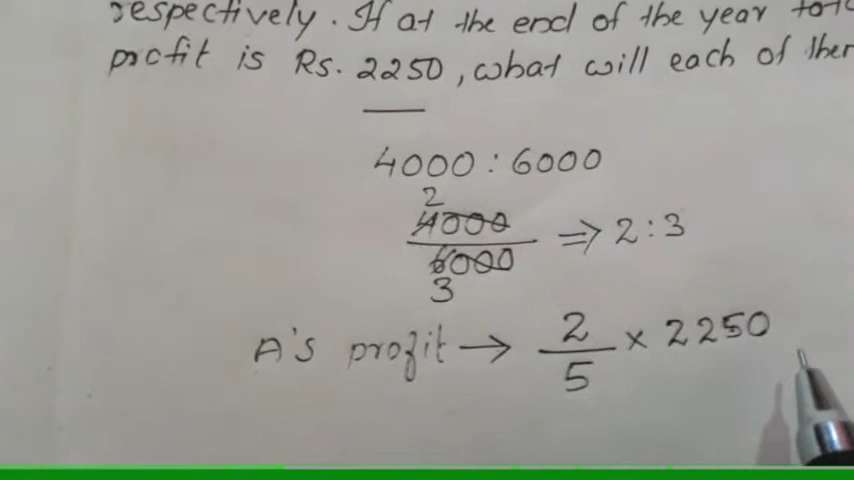 respectively. If at the end of the year
profit is Rs. 2250, what will each of
4000 : 6000
2
4000
6000
3
⇒ 2 : 3
A's profit → 2/5 × 2250